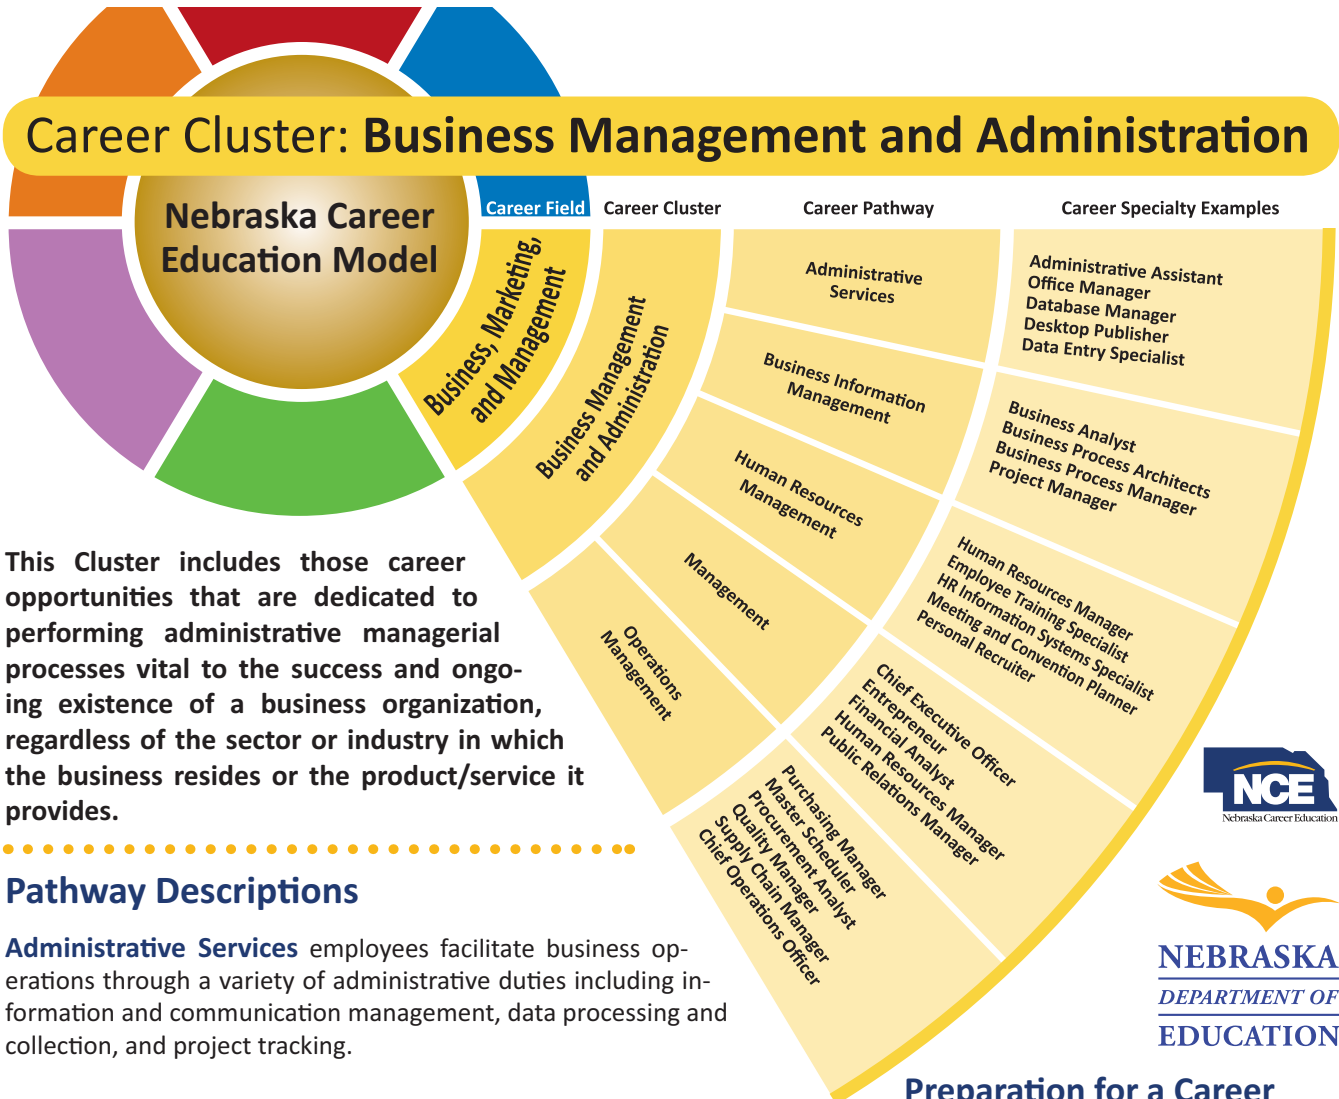 Career Cluster: Business Management and Administration
Nebraska Career
Education Model
Career Field
Career Cluster
Career Pathway
Career Specialty Examples
Business, Marketing,
and Management
Business Management
and Administration
Administrative
Services
Business Information
Management
Human Resources
Management
Management
Operations
Management
Administrative Assistant
Office Manager
Database Manager
Desktop Publisher
Data Entry Specialist
Business Analyst
Business Process Architects
Business Process Manager
Project Manager
Human Resources Manager
Employee Training Specialist
HR Information Systems Specialist
Meeting and Convention Planner
Personal Recruiter
Chief Executive Officer
Entrepreneur
Financial Analyst
Human Resources Manager
Public Relations Manager
Purchasing Manager
Master Scheduler
Procurement Analyst
Quality Manager
Supply Chain Manager
Chief Operations Officer
This Cluster includes those career
opportunities that are dedicated to
performing administrative managerial
processes vital to the success and ongo-
ing existence of a business organization,
regardless of the sector or industry in which
the business resides or the product/service it
provides.
Pathway Descriptions
Administrative Services employees facilitate business op-
erations through a variety of administrative duties including in-
formation and communication management, data processing and
collection, and project tracking.
NCE
Nebraska Career Education
NEBRASKA
DEPARTMENT OF
EDUCATION
Preparation for a Career